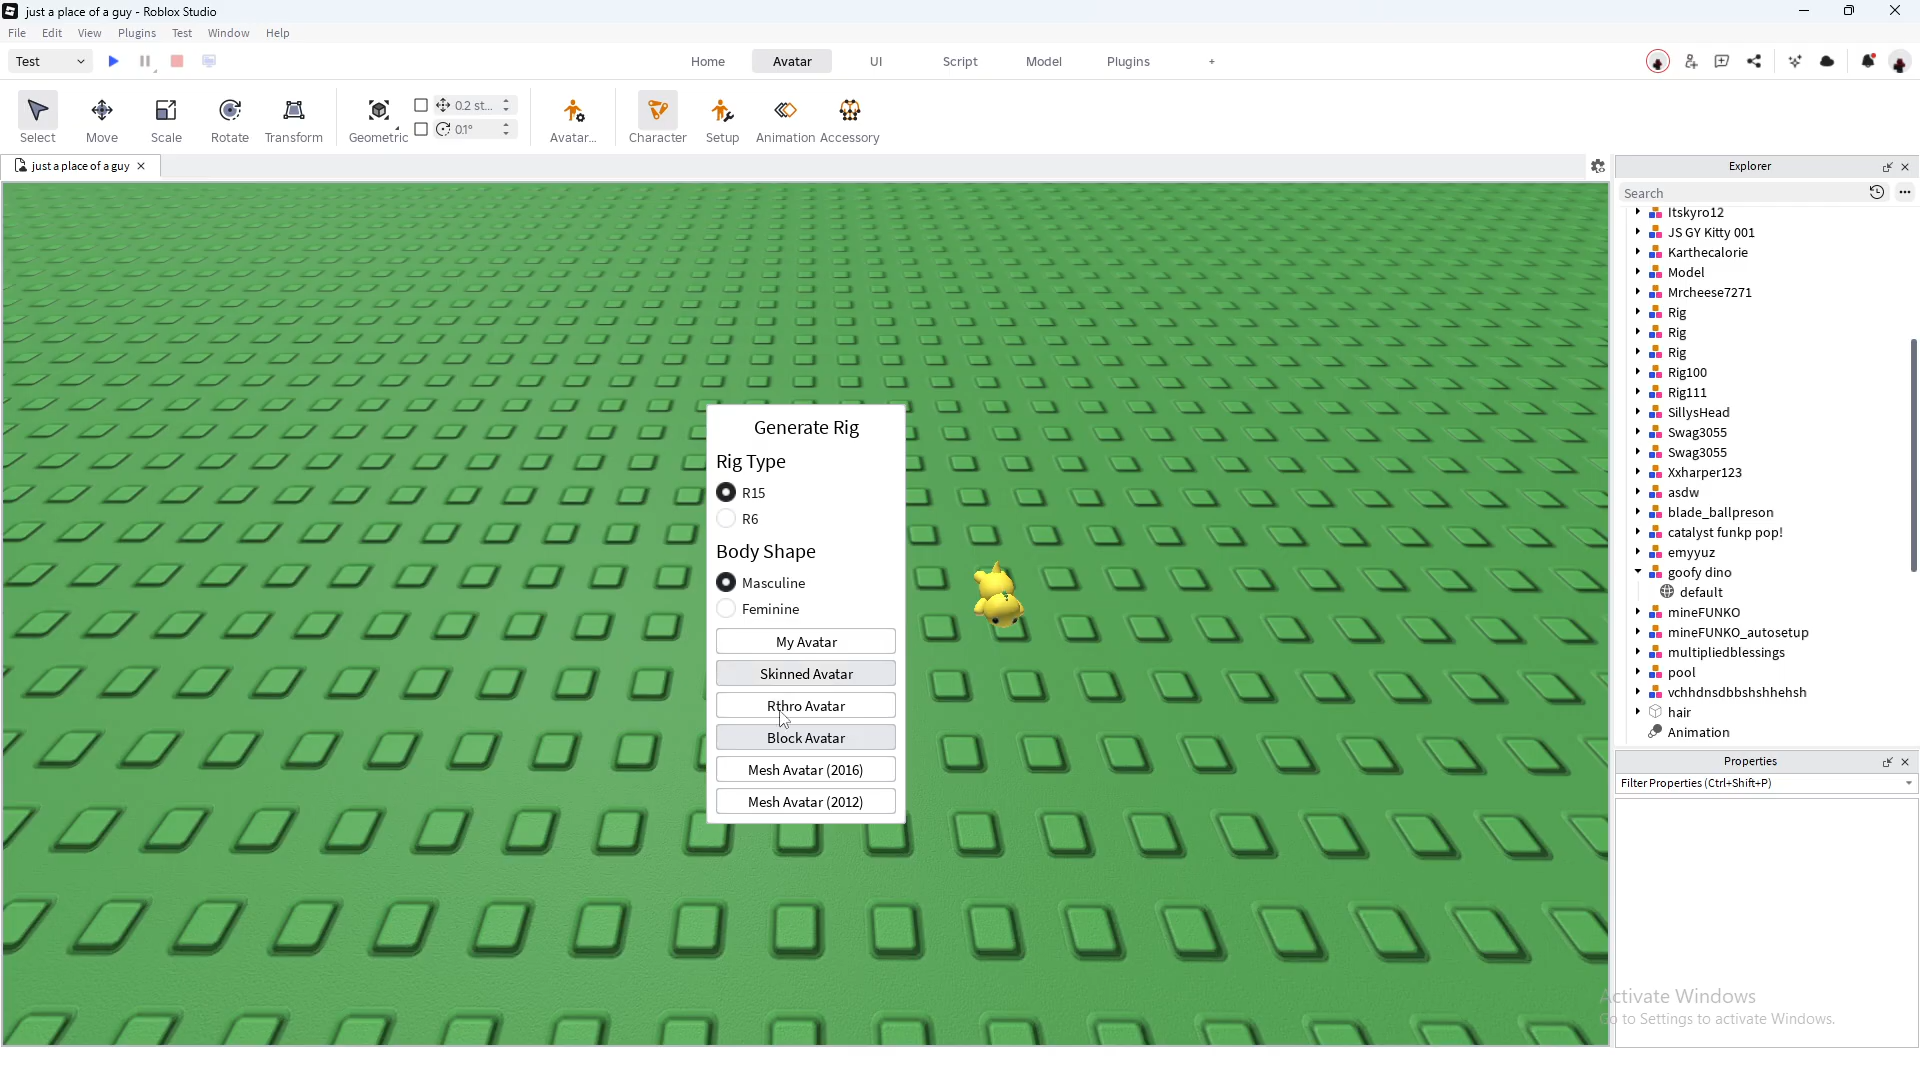 just a place of a guy - Roblox Studio
File Edit View Plugins Test Window Help
Test
Home Avatar UI Script Model Plugins +
0.2 st...
0.1°
Select Move Scale Rotate Transform Geometric Avatar... Character Setup Animation Accessory
just a place of a guy
Explorer
Search
Itskyro12
JS GY Kitty 001
Karthecalorie
Model
Mrcheese7271
Rig
Rig
Rig
Rig100
Rig111
SillysHead
Swag3055
Swag3055
Xxharper123
asdw
blade_ballpreson
catalyst funkp pop!
emyyuz
goofy dino
default
mineFUNKO
mineFUNKO_autosetup
multipliedblessings
pool
vchhdnsdbbshshhehsh
hair
Animation
Generate Rig
Rig Type
R15
R6
Body Shape
Masculine
Feminine
My Avatar
Skinned Avatar
Rthro Avatar
Block Avatar
Mesh Avatar (2016)
Mesh Avatar (2012)
Properties
Filter Properties (Ctrl+Shift+P)
Activate Windows
Go to Settings to activate Windows.